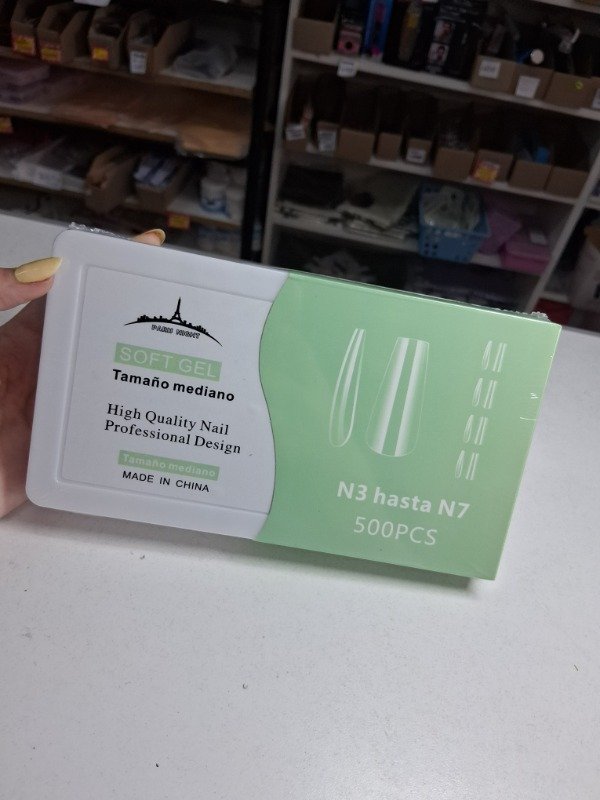 PARIS NIGHT
SOFT GEL
Tamaño mediano
High Quality Nail
Professional Design
Tamaño mediano
MADE IN CHINA
N3 hasta N7
500PCS